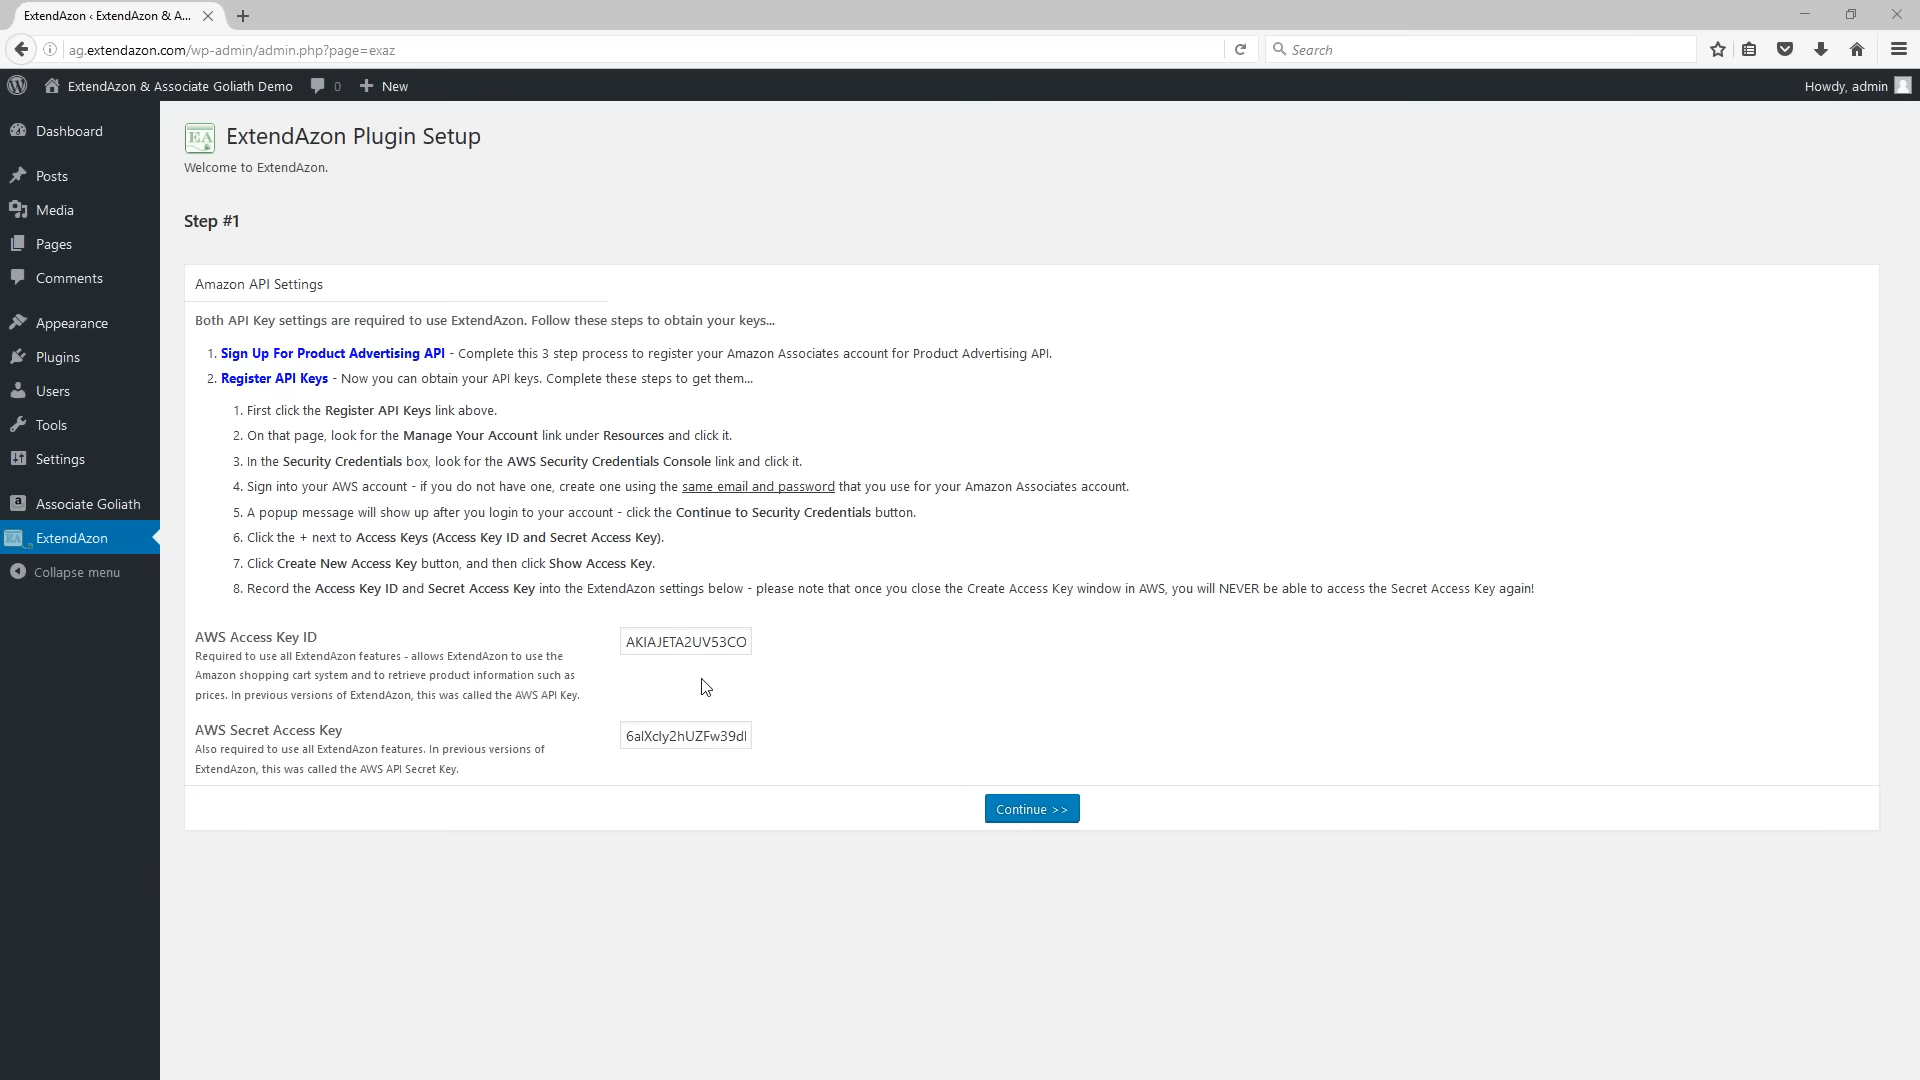 ExtendAzon ‹ ExtendAzon & A...
ag.extendazon.com/wp-admin/admin.php?page=exaz
Search
ExtendAzon & Associate Goliath Demo
0
New
Howdy, admin
Dashboard
Posts
Media
Pages
Comments
Appearance
Plugins
Users
Tools
Settings
Associate Goliath
ExtendAzon
Collapse menu
EA
ExtendAzon Plugin Setup
Welcome to ExtendAzon.
Step #1
Amazon API Settings
Both API Key settings are required to use ExtendAzon. Follow these steps to obtain your keys...
1. Sign Up For Product Advertising API - Complete this 3 step process to register your Amazon Associates account for Product Advertising API.
2. Register API Keys - Now you can obtain your API keys. Complete these steps to get them...
1. First click the Register API Keys link above.
2. On that page, look for the Manage Your Account link under Resources and click it.
3. In the Security Credentials box, look for the AWS Security Credentials Console link and click it.
4. Sign into your AWS account - if you do not have one, create one using the same email and password that you use for your Amazon Associates account.
5. A popup message will show up after you login to your account - click the Continue to Security Credentials button.
6. Click the + next to Access Keys (Access Key ID and Secret Access Key).
7. Click Create New Access Key button, and then click Show Access Key.
8. Record the Access Key ID and Secret Access Key into the ExtendAzon settings below - please note that once you close the Create Access Key window in AWS, you will NEVER be able to access the Secret Access Key again!
AWS Access Key ID
AKIAJETA2UV53CO
Required to use all ExtendAzon features - allows ExtendAzon to use the
Amazon shopping cart system and to retrieve product information such as
prices. In previous versions of ExtendAzon, this was called the AWS API Key.
AWS Secret Access Key
Also required to use all ExtendAzon features. In previous versions of
ExtendAzon, this was called the AWS API Secret Key.
Continue >>